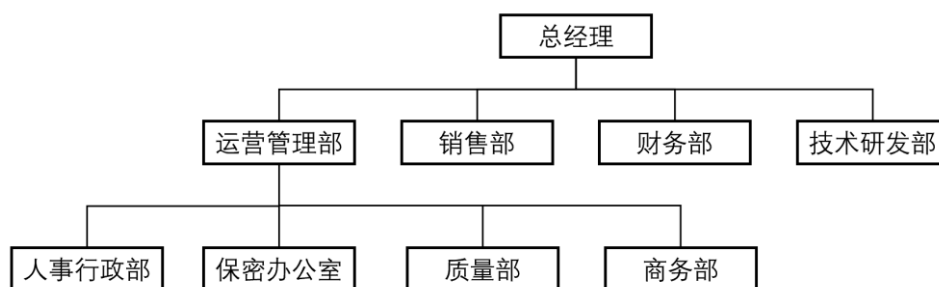 总经理
运营管理部
销售部
财务部
技术研发部
人事行政部
保密办公室
质量部
商务部